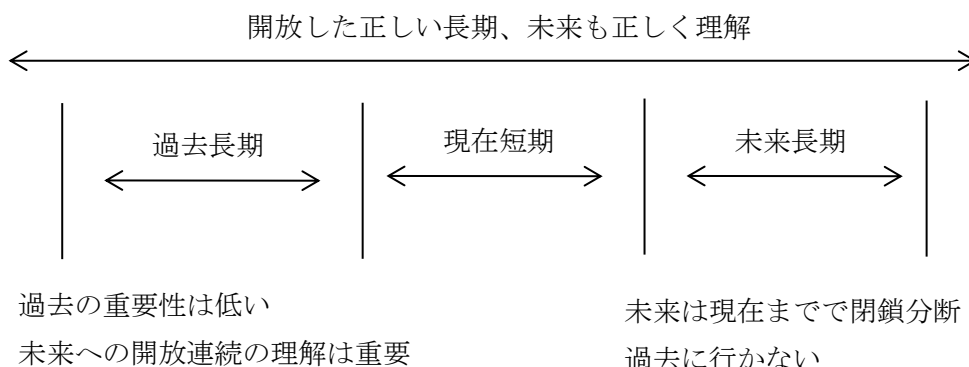 開放した正しい長期、未来も正しく理解
過去長期
現在短期
未来長期
過去の重要性は低い
未来への開放連続の理解は重要
未来は現在までで閉鎖分断
過去に行かない